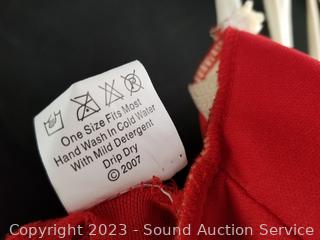 One Size Fits Most
Hand Wash In Cold Water
With Mild Detergent
Drip Dry
© 2007
Copyright 2023 - Sound Auction Service